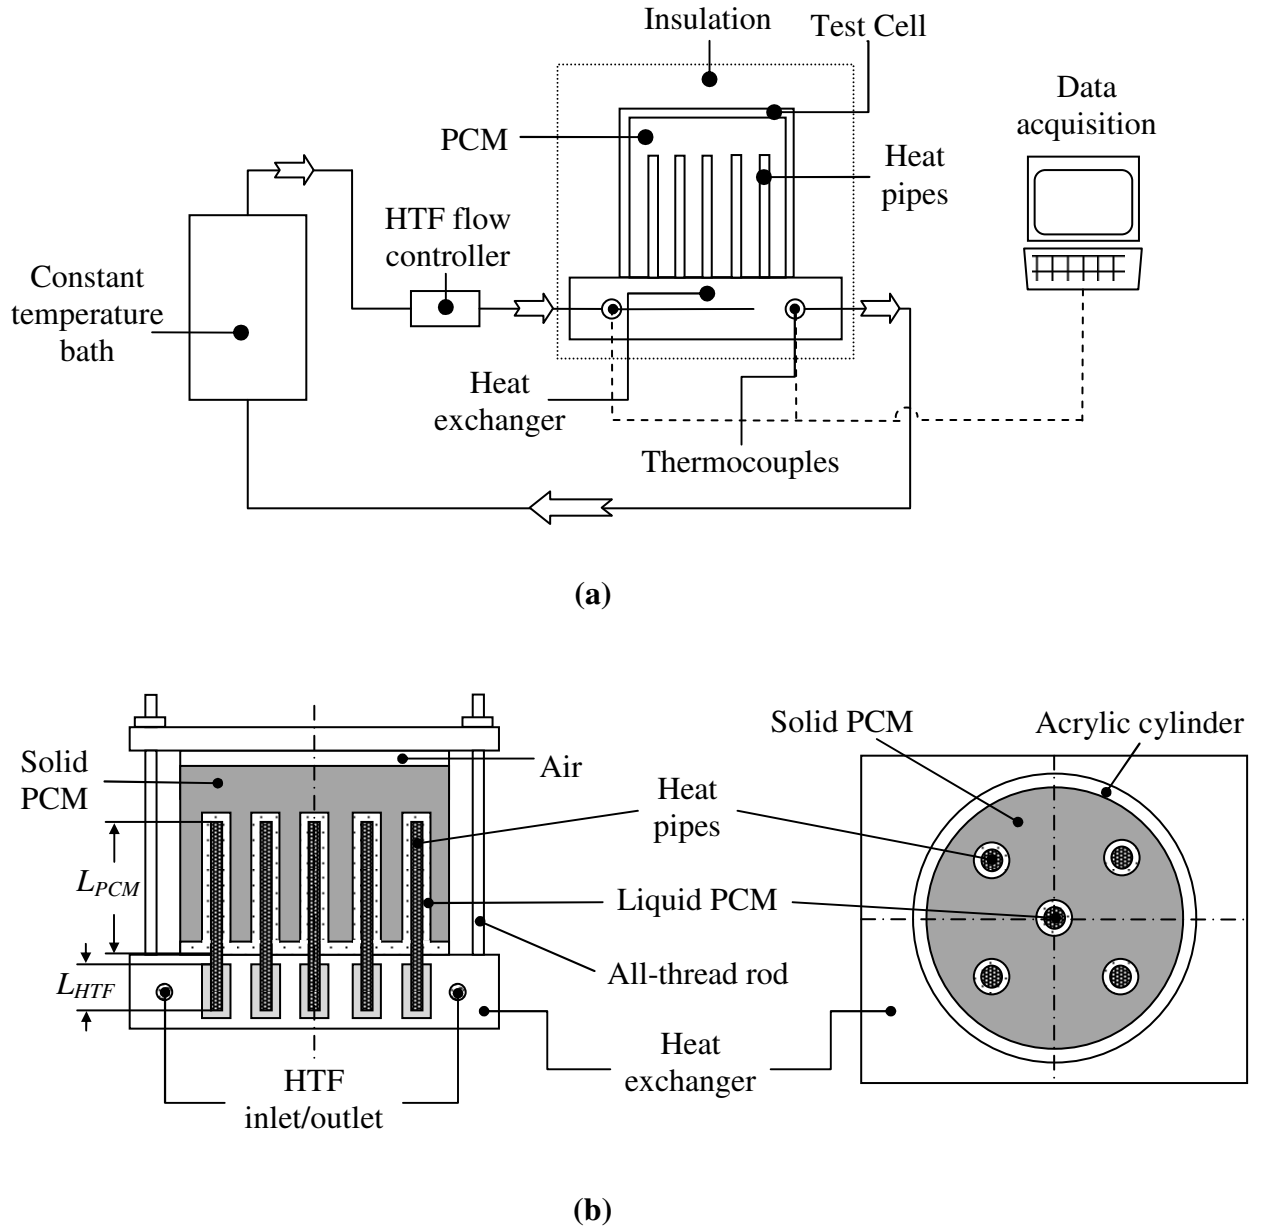 Insulation
Test Cell
Data
acquisition
PCM
Heat
pipes
HTF flow
controller
Constant
temperature
bath
Heat
exchanger
Thermocouples
(a)
Solid PCM
Acrylic cylinder
Solid
PCM
Air
Heat
pipes
L_PCM
Liquid PCM
L_HTF
All-thread rod
Heat
exchanger
HTF
inlet/outlet
(b)